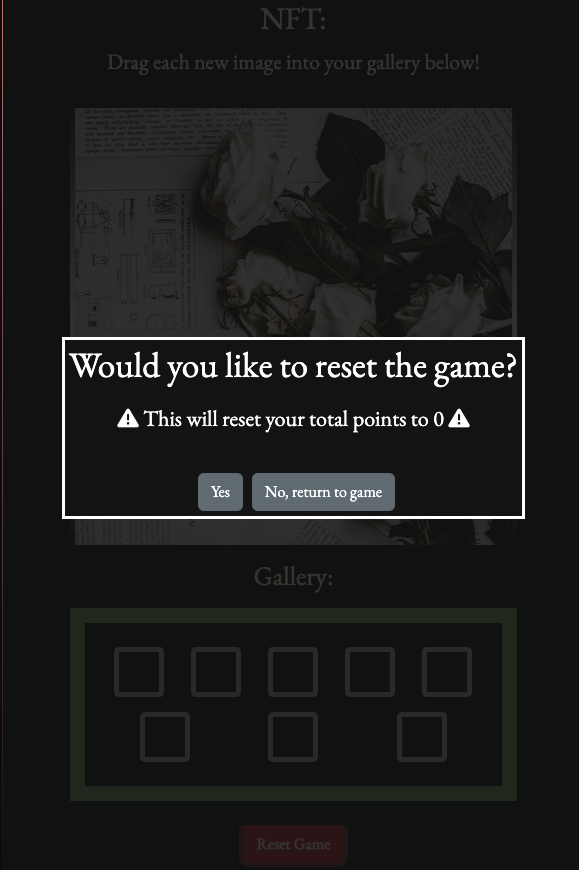 NFT:
Drag each new image into your gallery below!
Would you like to reset the game?
This will reset your total points to 0
Yes
No, return to game
Gallery:
Reset Game